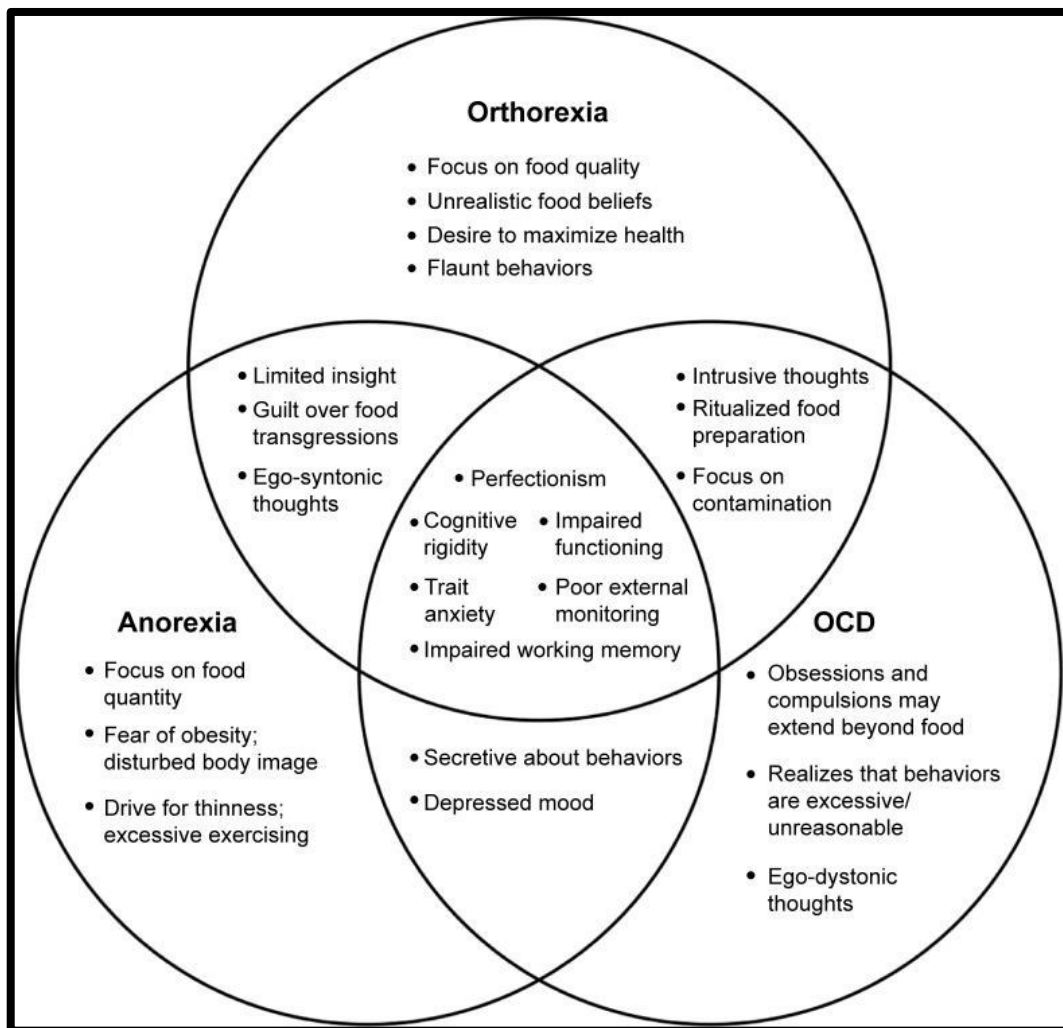 Orthorexia
• Focus on food quality
• Unrealistic food beliefs
• Desire to maximize health
• Flaunt behaviors
• Limited insight
• Guilt over food
transgressions
• Ego-syntonic
thoughts
• Intrusive thoughts
• Ritualized food
preparation
• Focus on
contamination
• Perfectionism
• Cognitive
rigidity
• Impaired
functioning
• Trait
anxiety
• Poor external
monitoring
• Impaired working memory
Anorexia
• Focus on food
quantity
• Fear of obesity;
disturbed body image
• Drive for thinness;
excessive exercising
• Secretive about behaviors
• Depressed mood
OCD
• Obsessions and
compulsions may
extend beyond food
• Realizes that behaviors
are excessive/
unreasonable
• Ego-dystonic
thoughts